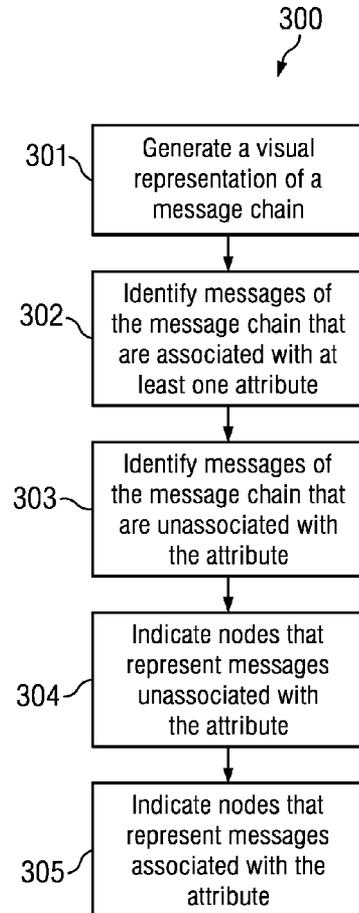 300
301
Generate a visual
representation of a
message chain
302
Identify messages of
the message chain that
are associated with at
least one attribute
303
Identify messages of
the message chain that
are unassociated with
the attribute
304
Indicate nodes that
represent messages
unassociated with
the attribute
305
Indicate nodes that
represent messages
associated with the
attribute